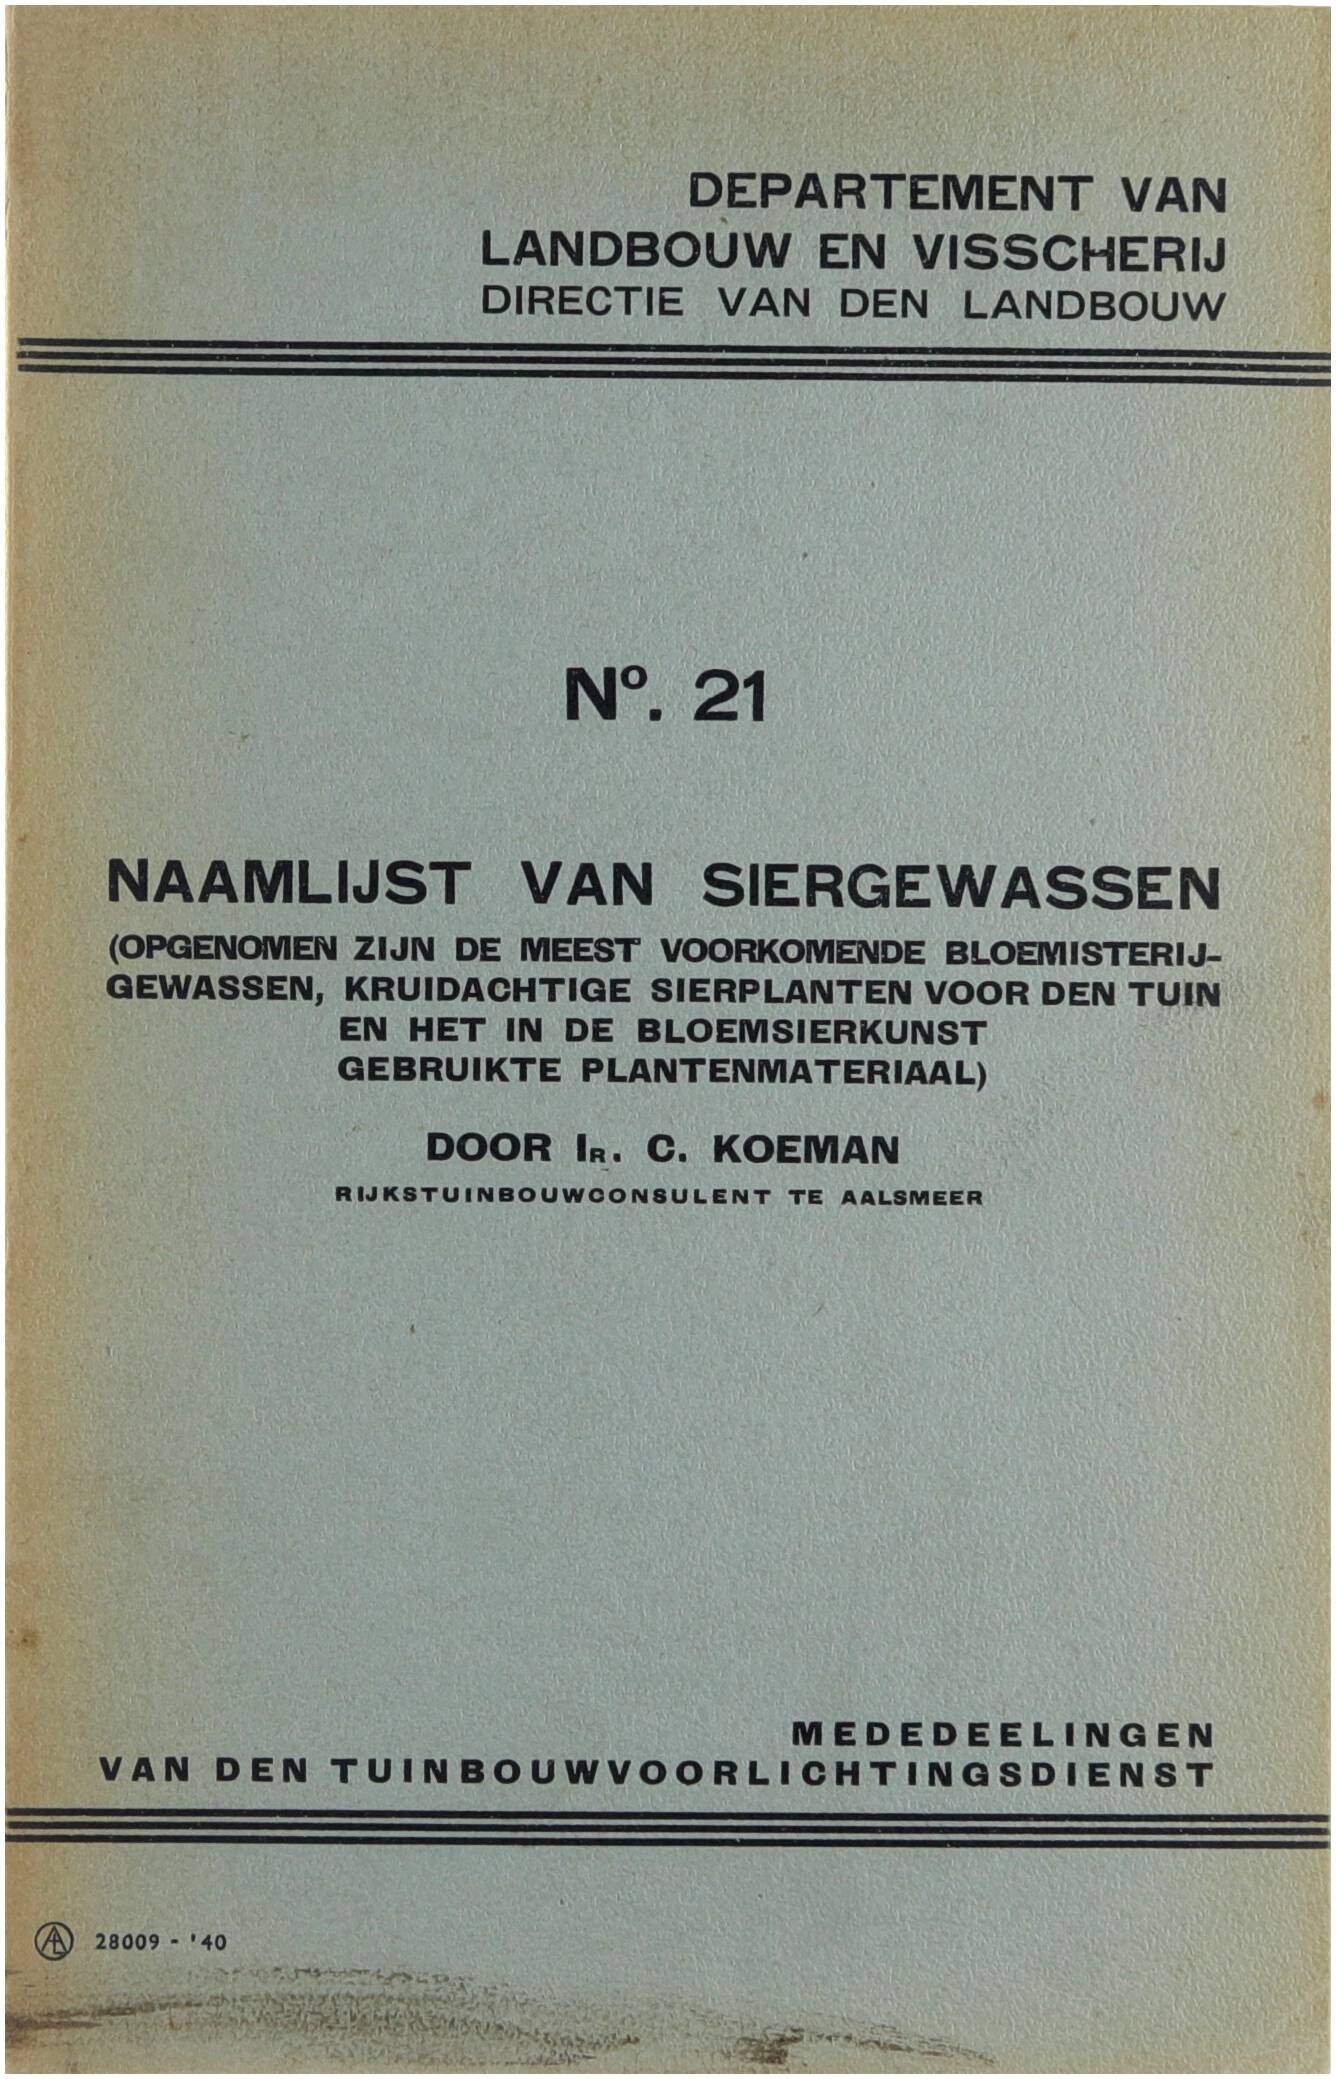 DEPARTEMENT VAN
LANDBOUW EN VISSCHERIJ
DIRECTIE VAN DEN LANDBOUW
Nº. 21
NAAMLIJST VAN SIERGEWASSEN
(OPGENOMEN ZIJN DE MEEST VOORKOMENDE BLOEMISTERIJ-
GEWASSEN, KRUIDACHTIGE SIERPLANTEN VOOR DEN TUIN
EN HET IN DE BLOEMSIERKUNST
GEBRUIKTE PLANTENMATERIAAL)
DOOR IR. C. KOEMAN
RIJKSTUINBOUWCONSULENT TE AALSMEER
MEDEDEELINGEN
VAN DEN TUINBOUWVOORLICHTINGSDIENST
28009 - '40